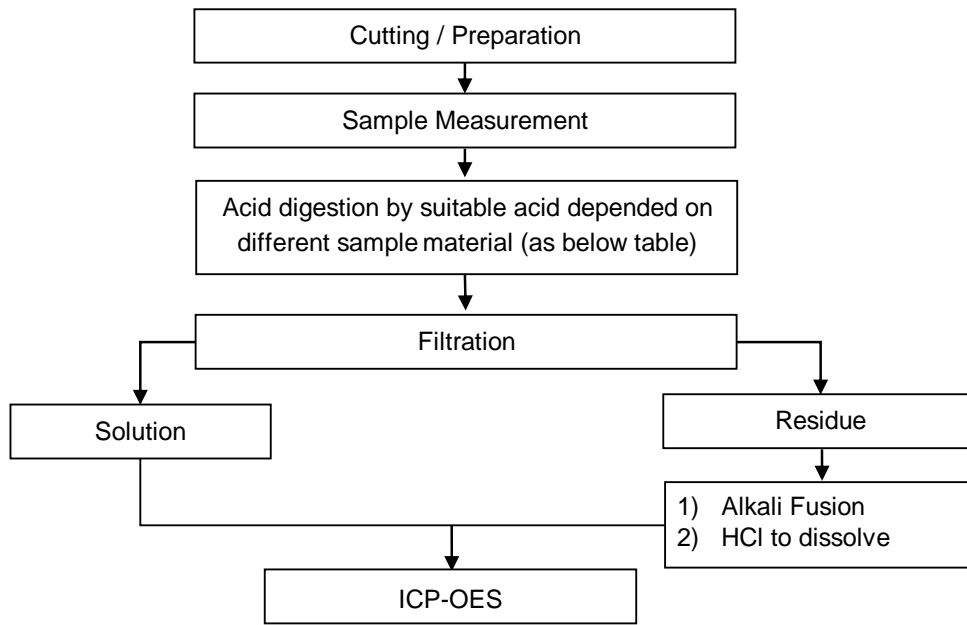 Cutting / Preparation
Sample Measurement
Acid digestion by suitable acid depended on
different sample material (as below table)
Filtration
Solution
Residue
1) Alkali Fusion
2) HCl to dissolve
ICP-OES